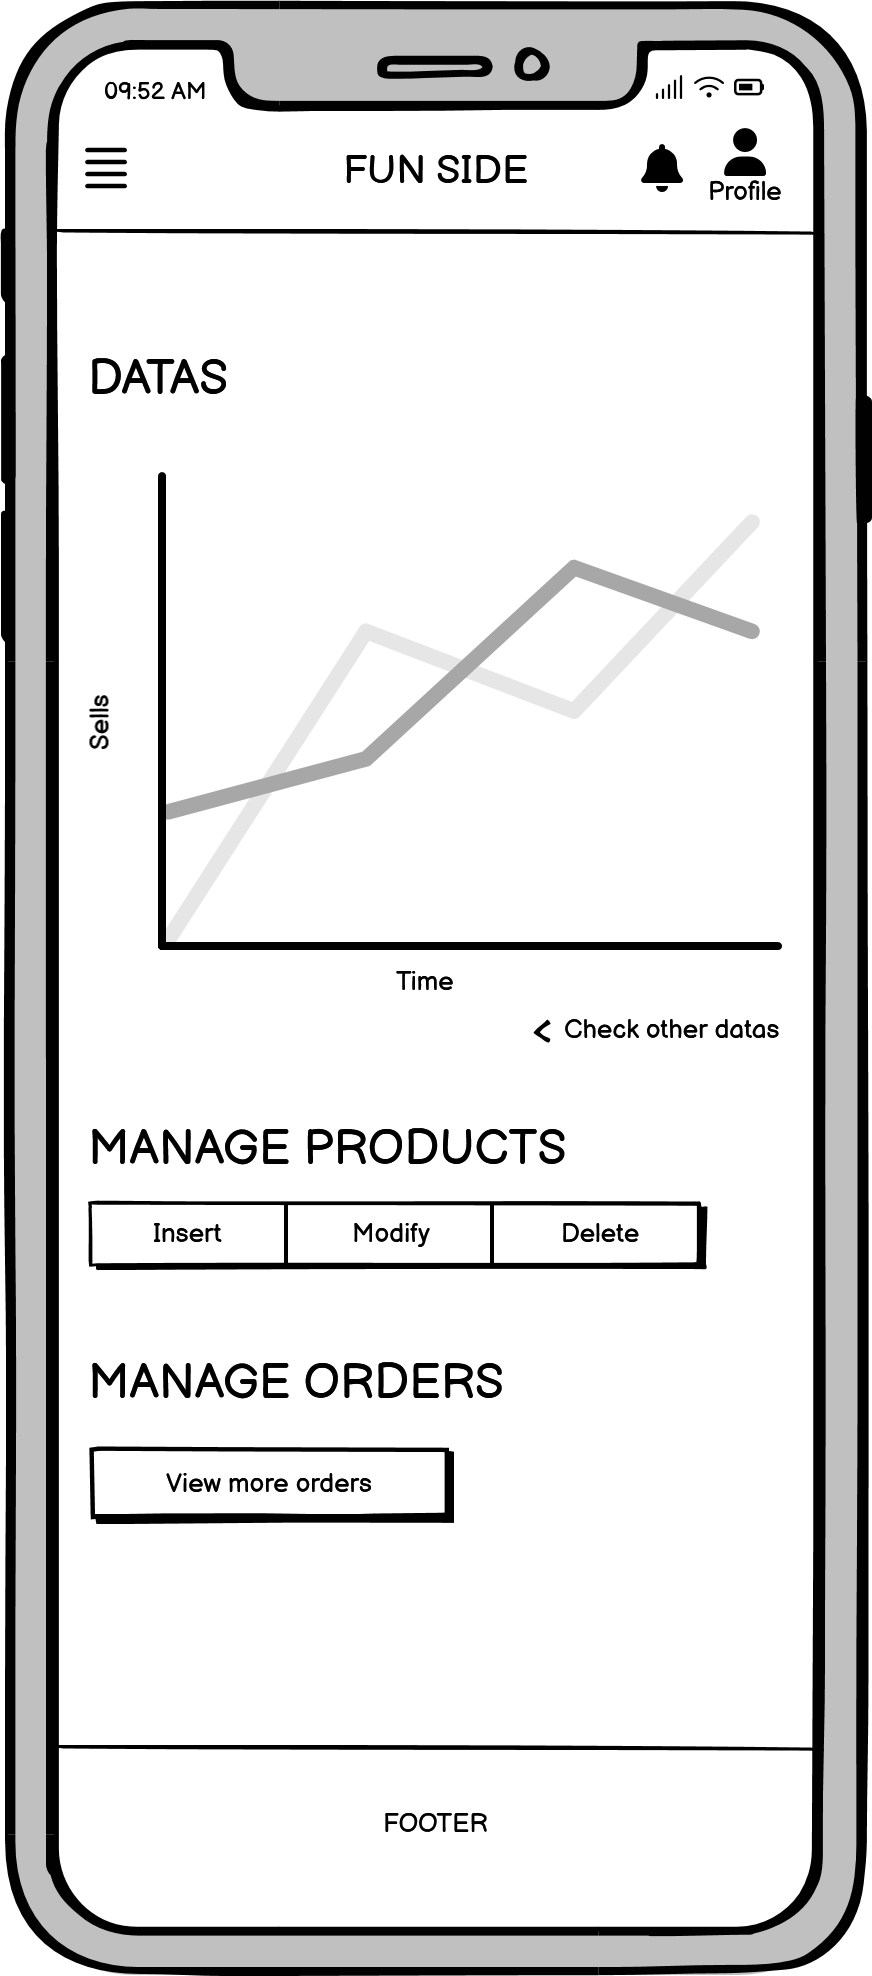 09:52 AM
FUN SIDE
Profile
DATAS
Sells
Time
Check other datas
MANAGE PRODUCTS
Insert Modify Delete
MANAGE ORDERS
View more orders
FOOTER